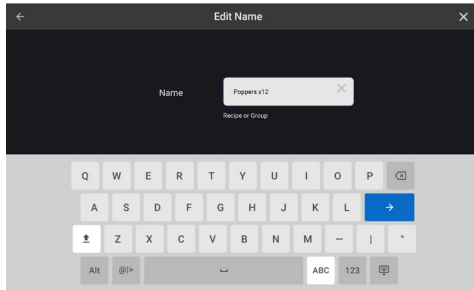 Edit Name
Name
Poppers x12
Recipe or Group
Q W E R T Y U I O P
A S D F G H J K L
Z X C V B N M – | °
Alt @|> ABC 123